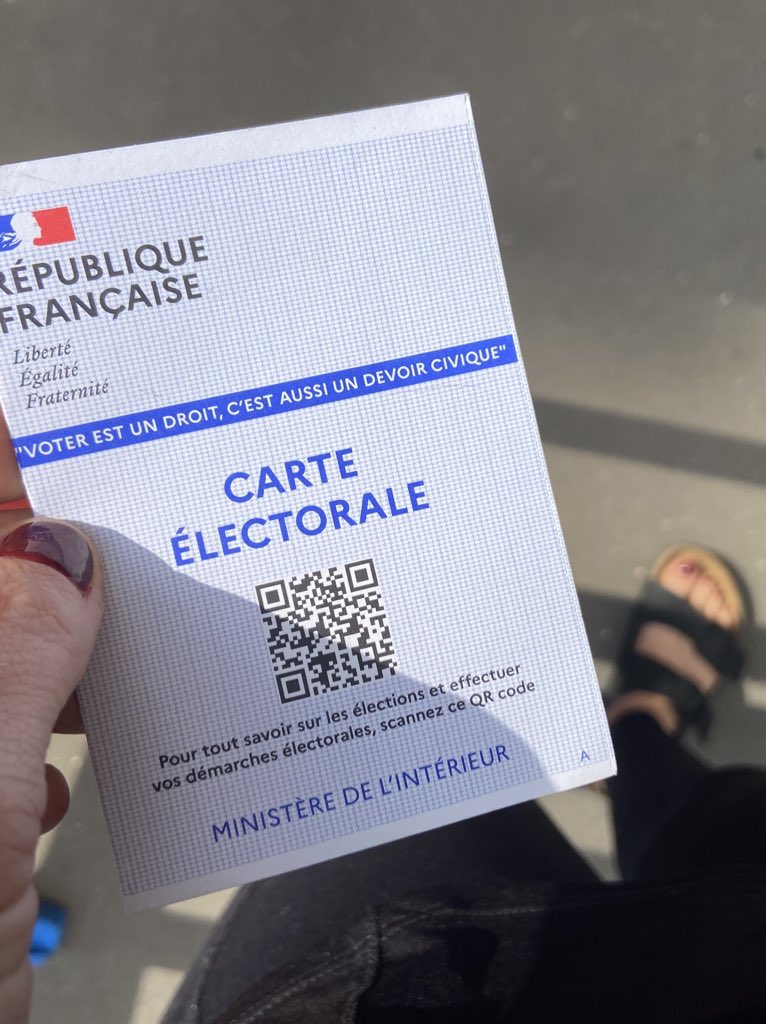 RÉPUBLIQUE
FRANÇAISE
Liberté
Égalité
Fraternité
"VOTER EST UN DROIT, C'EST AUSSI UN DEVOIR CIVIQUE"
CARTE
ÉLECTORALE
Pour tout savoir sur les élections et effectuer
vos démarches électorales, scannez ce QR code
MINISTÈRE DE L'INTÉRIEUR
A